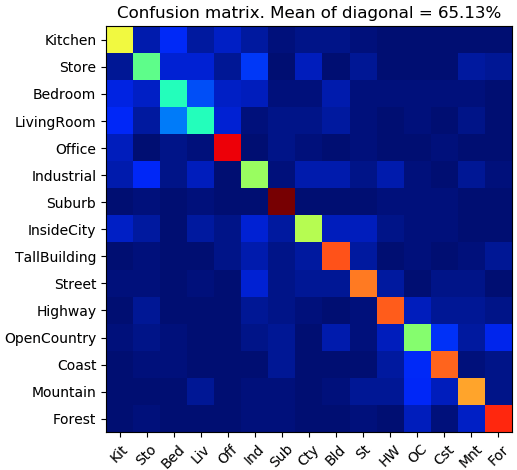 Confusion matrix. Mean of diagonal = 65.13%
Kitchen
Store
Bedroom
LivingRoom
Office
Industrial
Suburb
InsideCity
TallBuilding
Street
Highway
OpenCountry
Coast
Mountain
Forest
Kit Sto Bed Liv Off Ind Sub Cty Bld St HW OC Cst Mnt For